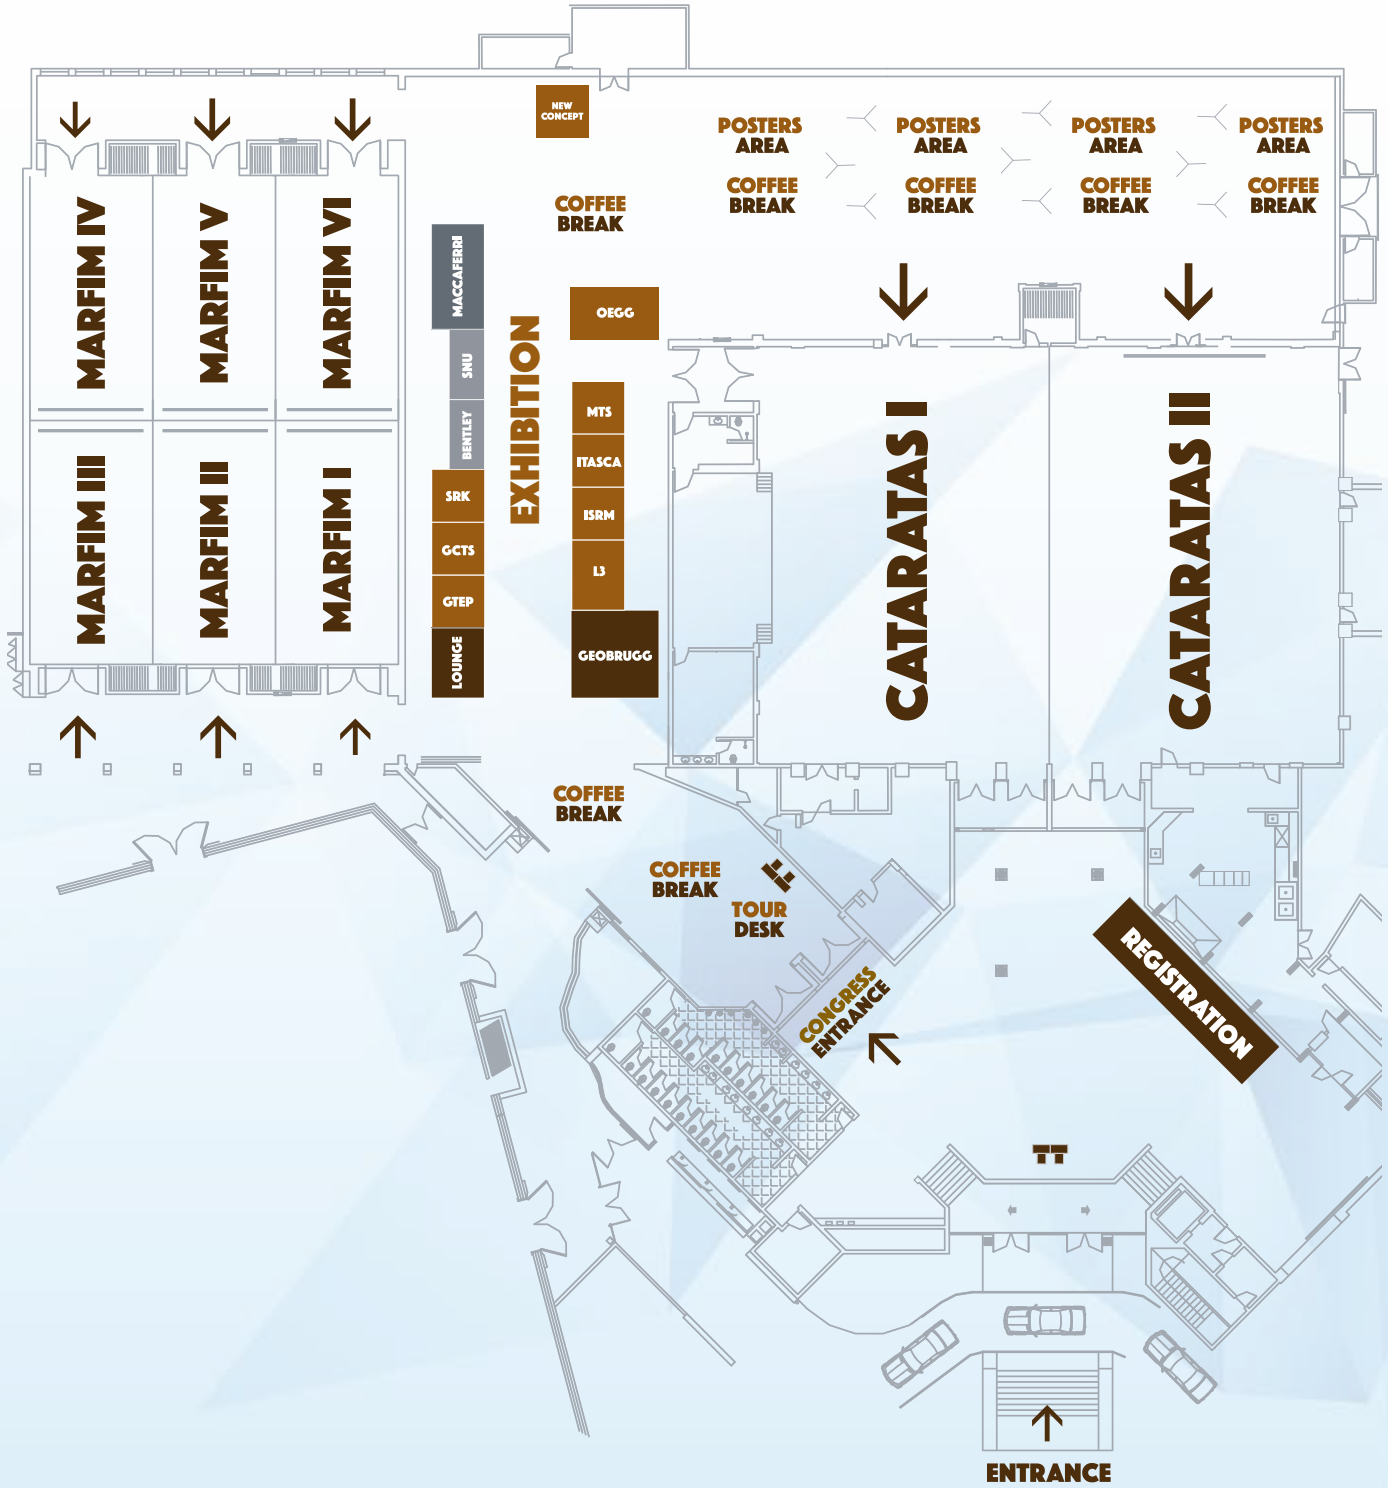 NEW
CONCEPT
POSTERS
AREA
POSTERS
AREA
POSTERS
AREA
POSTERS
AREA
COFFEE
BREAK
COFFEE
BREAK
COFFEE
BREAK
COFFEE
BREAK
COFFEE
BREAK
MARFIM IV
MARFIM V
MARFIM VI
MACCAFERRI
SNU
BENTLEY
EXHIBITION
OEGG
MTS
ITASCA
ISRM
L3
GEOBRUGG
SRK
GCTS
GTEP
LOUNGE
MARFIM III
MARFIM II
MARFIM I
CATARATAS I
CATARATAS II
COFFEE
BREAK
COFFEE
BREAK
TOUR
DESK
CONGRESS
ENTRANCE
REGISTRATION
ENTRANCE